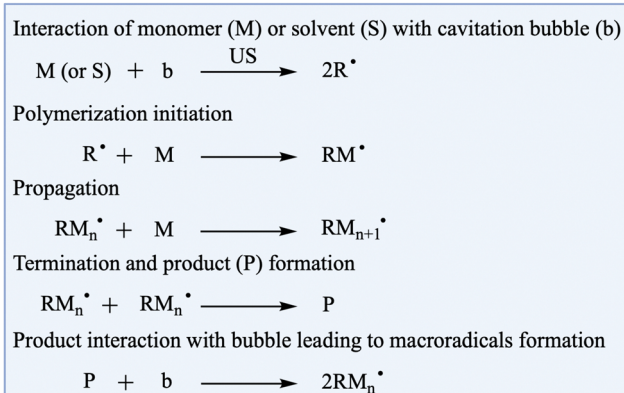 Interaction of monomer (M) or solvent (S) with cavitation bubble (b)
US
M (or S) + b ⟶ 2R•
Polymerization initiation
R• + M ⟶ RM•
Propagation
RMₙ• + M ⟶ RMₙ₊₁•
Termination and product (P) formation
RMₙ• + RMₙ• ⟶ P
Product interaction with bubble leading to macroradicals formation
P + b ⟶ 2RMₙ•